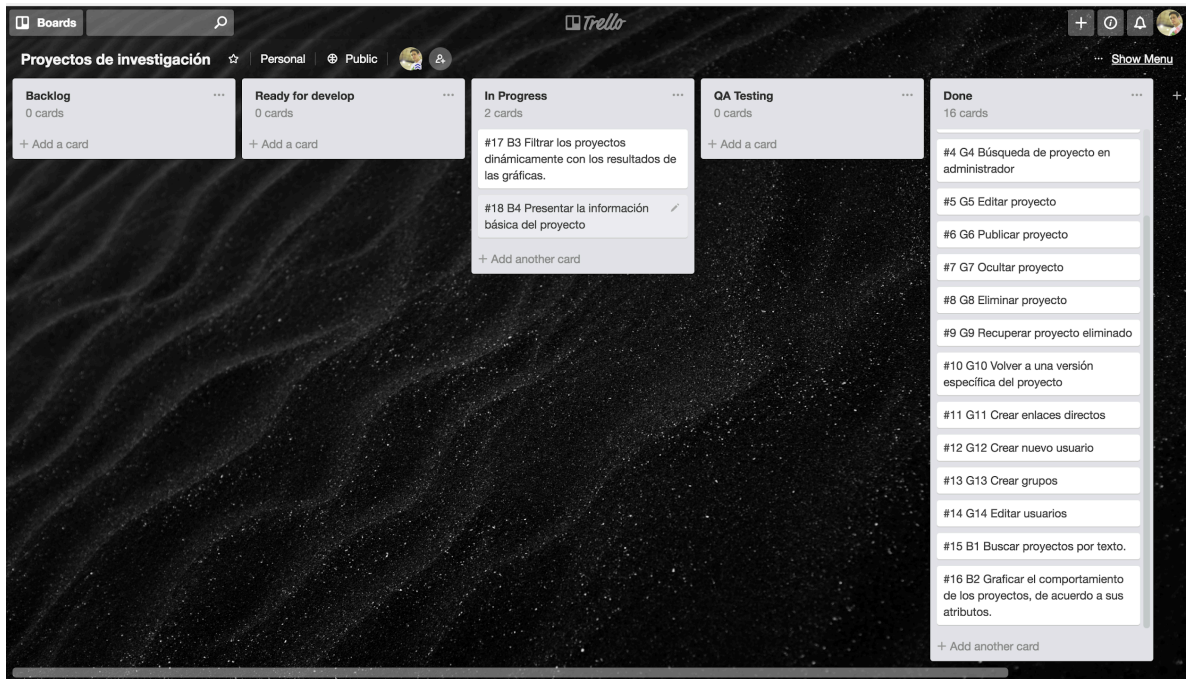 Boards
Trello
Proyectos de investigación
Personal
Public
... Show Menu
Backlog
...
0 cards
+ Add a card
Ready for develop
...
0 cards
+ Add a card
In Progress
...
2 cards
#17 B3 Filtrar los proyectos
dinámicamente con los resultados de
las gráficas.
#18 B4 Presentar la información
básica del proyecto
+ Add another card
QA Testing
...
0 cards
+ Add a card
Done
...
16 cards
#4 G4 Búsqueda de proyecto en
administrador
#5 G5 Editar proyecto
#6 G6 Publicar proyecto
#7 G7 Ocultar proyecto
#8 G8 Eliminar proyecto
#9 G9 Recuperar proyecto eliminado
#10 G10 Volver a una versión
específica del proyecto
#11 G11 Crear enlaces directos
#12 G12 Crear nuevo usuario
#13 G13 Crear grupos
#14 G14 Editar usuarios
#15 B1 Buscar proyectos por texto.
#16 B2 Graficar el comportamiento
de los proyectos, de acuerdo a sus
atributos.
+ Add another card